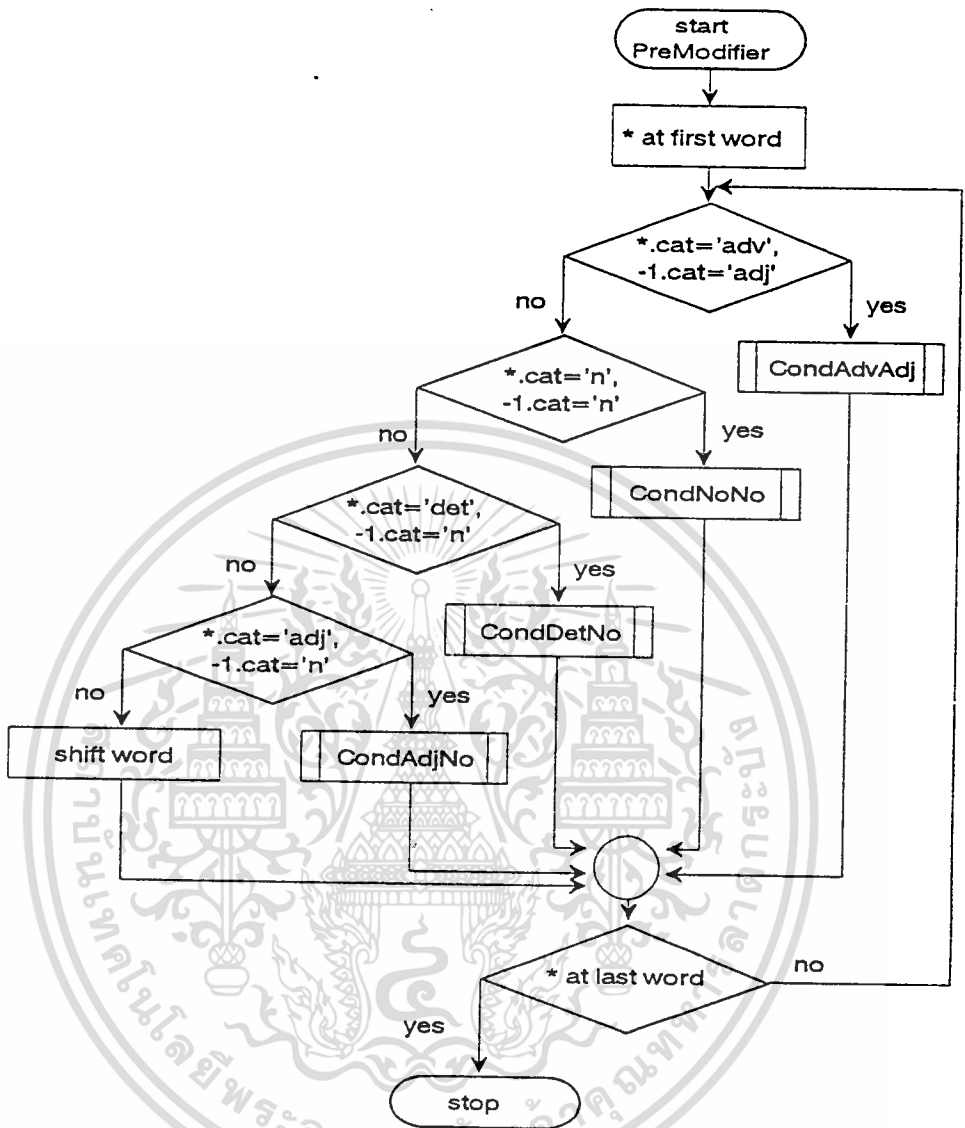 start
PreModifier
* at first word
*.cat='adv',
-1.cat='adj'
no
yes
CondAdvAdj
*.cat='n',
-1.cat='n'
no
yes
CondNoNo
*.cat='det',
-1.cat='n'
no
yes
CondDetNo
*.cat='adj',
-1.cat='n'
no
yes
shift word
CondAdjNo
* at last word
no
yes
stop